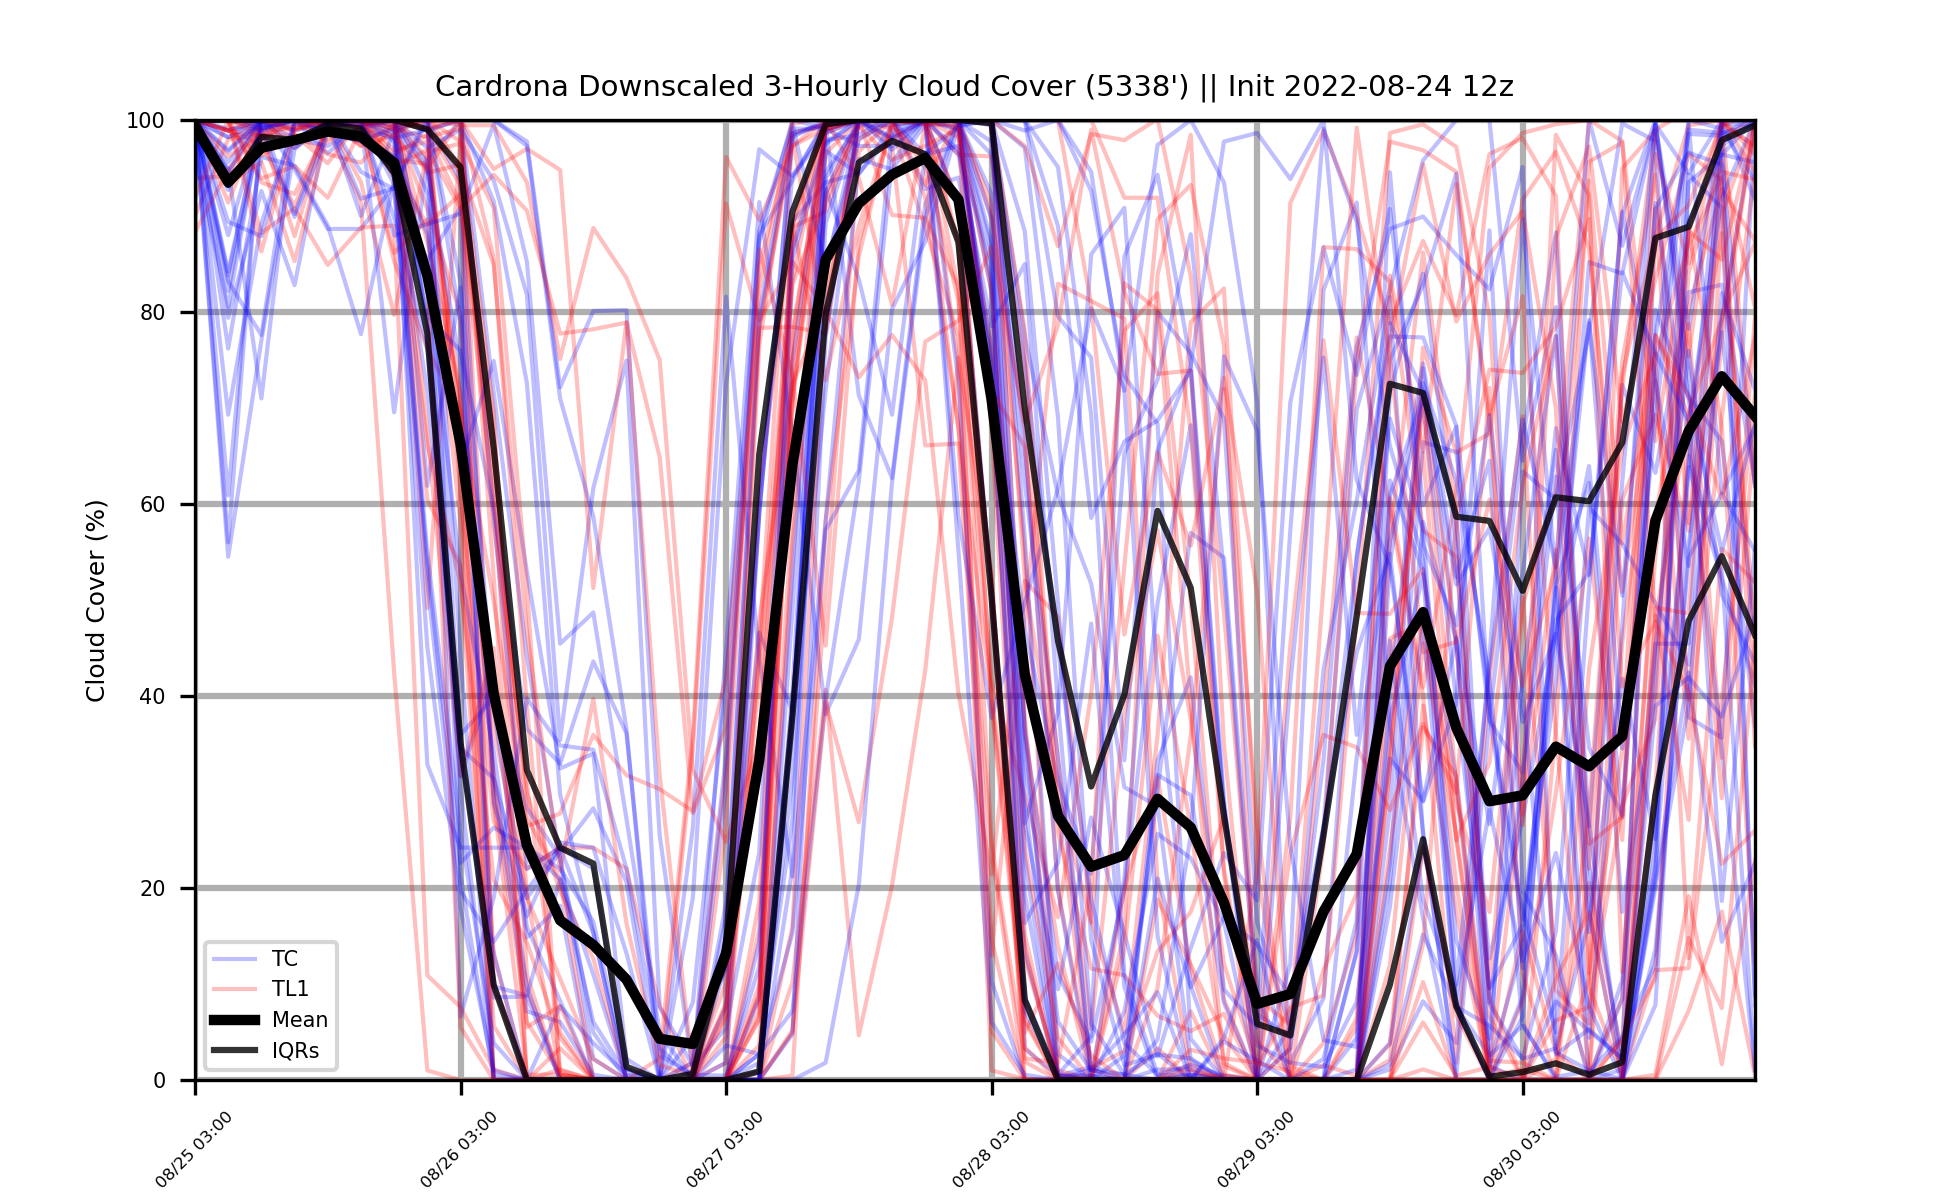 Cardrona Downscaled 3-Hourly Cloud Cover (5338') || Init 2022-08-24 12z
Cloud Cover (%)
100
80
60
40
20
0
TC
TL1
Mean
IQRs
08/25 03:00
08/26 03:00
08/27 03:00
08/28 03:00
08/29 03:00
08/30 03:00